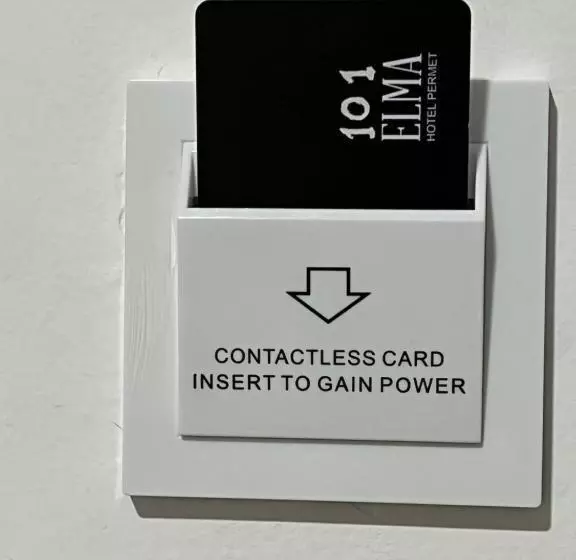 101
ELMA
HOTEL PERMET
CONTACTLESS CARD
INSERT TO GAIN POWER